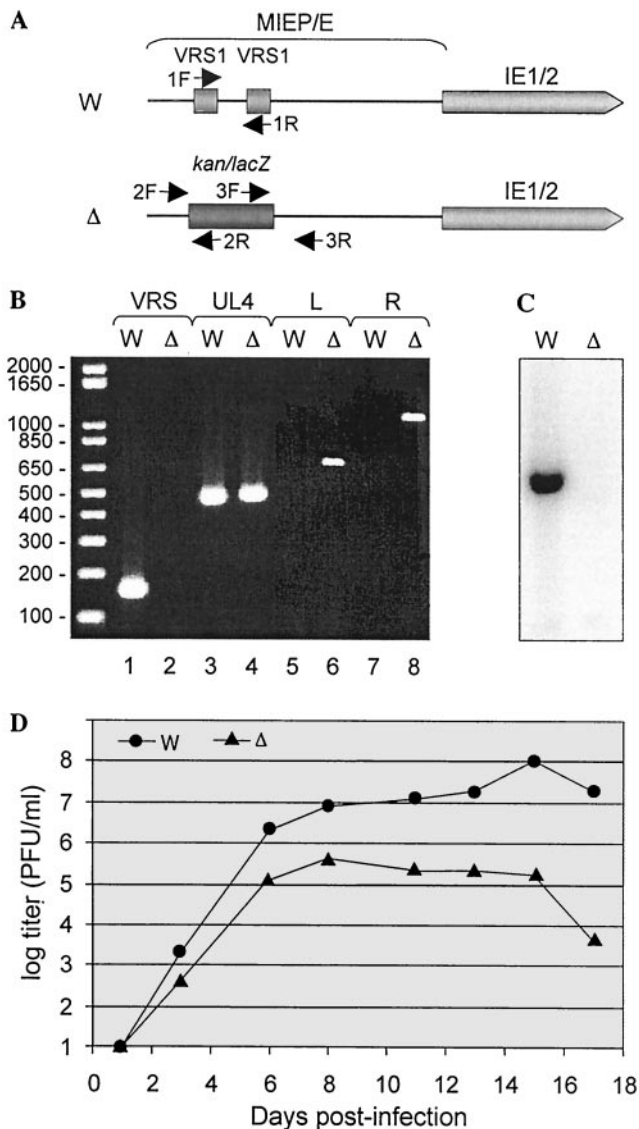 A
MIEP/E
VRS1 VRS1
1F
IE1/2
W
1R
kan/lacZ
2F 3F
IE1/2
Δ
2R 3R
B
VRS UL4 L R
W Δ W Δ W Δ W Δ
2000 -
1650 -
1000 -
850 -
650 -
500 -
400 -
300 -
200 -
100 -
1 2 3 4 5 6 7 8
C
W Δ
D
W Δ
8
7
6
5
4
3
2
1
log titer (PFU/ml)
0 2 4 6 8 10 12 14 16 18
Days post-infection